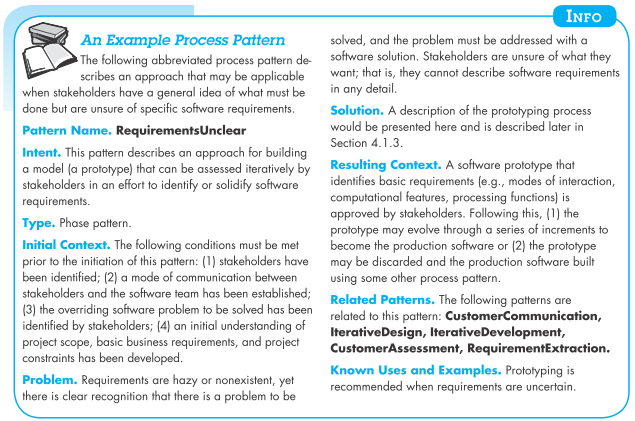 INFO
An Example Process Pattern
The following abbreviated process pattern de-
scribes an approach that may be applicable
when stakeholders have a general idea of what must be
done but are unsure of specific software requirements.
Pattern Name. RequirementsUnclear
Intent. This pattern describes an approach for building
a model (a prototype) that can be assessed iteratively by
stakeholders in an effort to identify or solidify software
requirements.
Type. Phase pattern.
Initial Context. The following conditions must be met
prior to the initiation of this pattern: (1) stakeholders have
been identified; (2) a mode of communication between
stakeholders and the software team has been established;
(3) the overriding software problem to be solved has been
identified by stakeholders; (4) an initial understanding of
project scope, basic business requirements, and project
constraints has been developed.
Problem. Requirements are hazy or nonexistent, yet
there is clear recognition that there is a problem to be
solved, and the problem must be addressed with a
software solution. Stakeholders are unsure of what they
want; that is, they cannot describe software requirements
in any detail.
Solution. A description of the prototyping process
would be presented here and is described later in
Section 4.1.3.
Resulting Context. A software prototype that
identifies basic requirements (e.g., modes of interaction,
computational features, processing functions) is
approved by stakeholders. Following this, (1) the
prototype may evolve through a series of increments to
become the production software or (2) the prototype
may be discarded and the production software built
using some other process pattern.
Related Patterns. The following patterns are
related to this pattern: CustomerCommunication,
IterativeDesign, IterativeDevelopment,
CustomerAssessment, RequirementExtraction.
Known Uses and Examples. Prototyping is
recommended when requirements are uncertain.